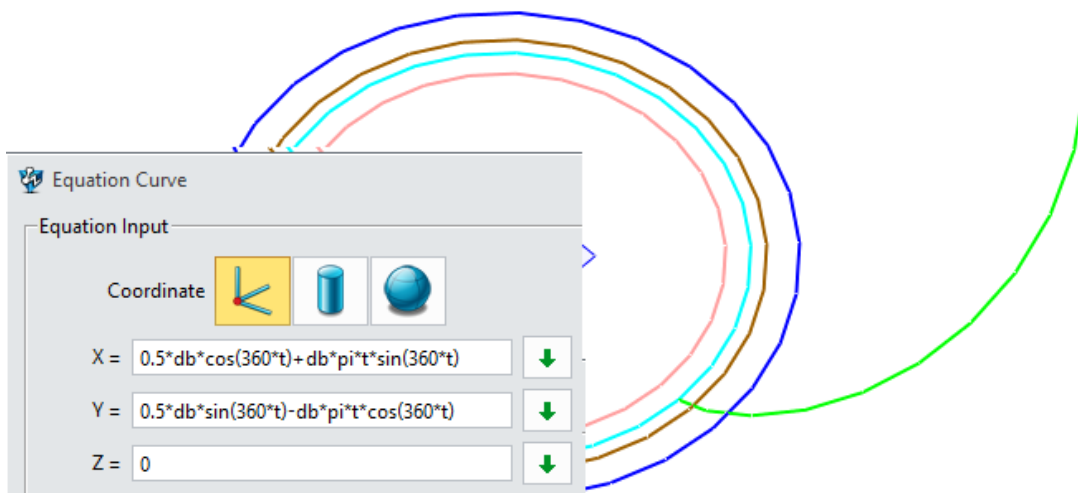 Equation Curve
Equation Input
Coordinate
X = 0.5*db*cos(360*t)+db*pi*t*sin(360*t)
Y = 0.5*db*sin(360*t)-db*pi*t*cos(360*t)
Z = 0